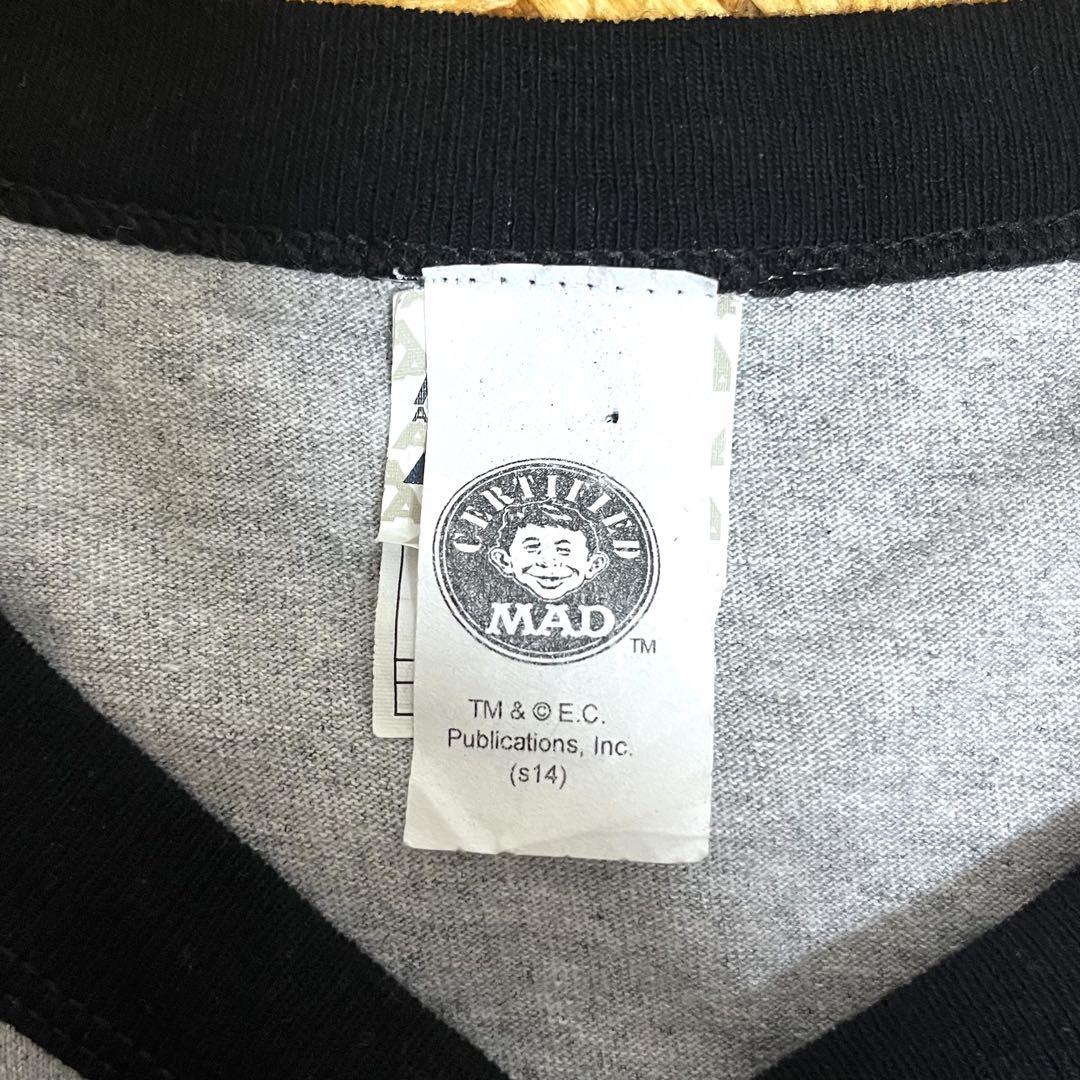 CERTIFIED
MAD
TM
TM & © E.C.
Publications, Inc.
(s14)